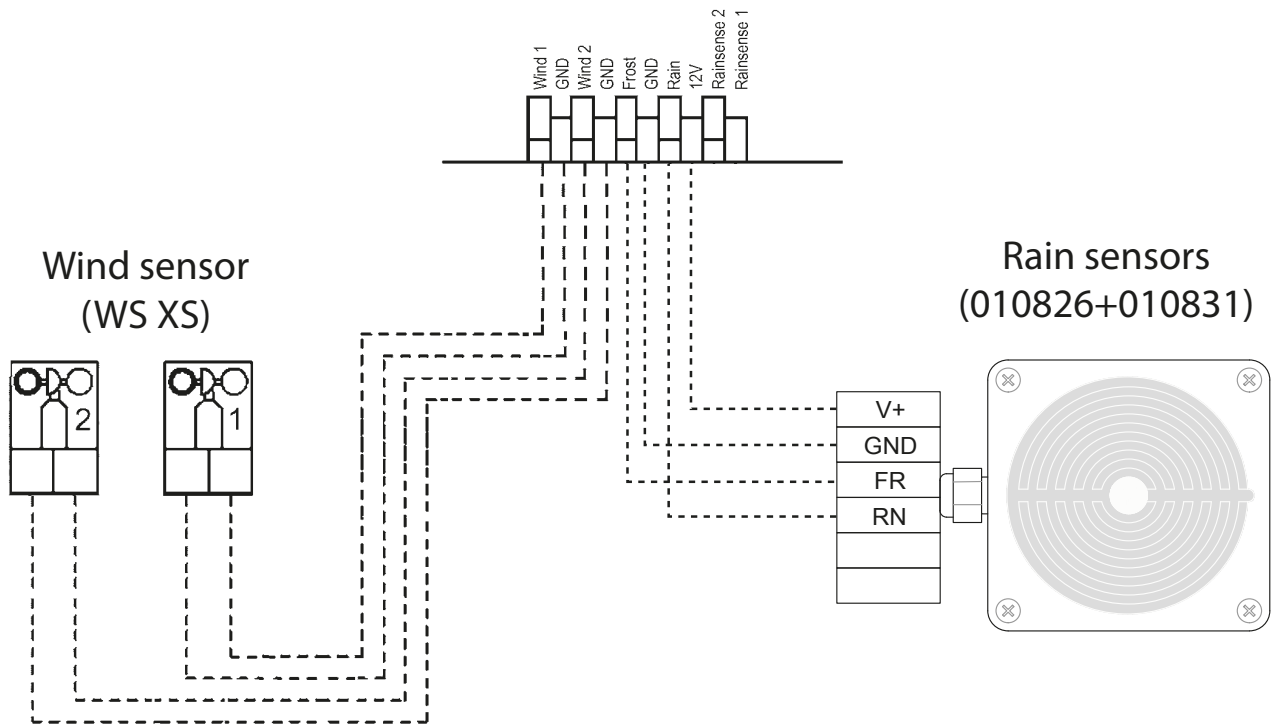 Wind 1
GND
Wind 2
GND
Frost
GND
Rain
12V
Rainsense 2
Rainsense 1
Wind sensor
(WS XS)
Rain sensors
(010826+010831)
2
1
V+
GND
FR
RN